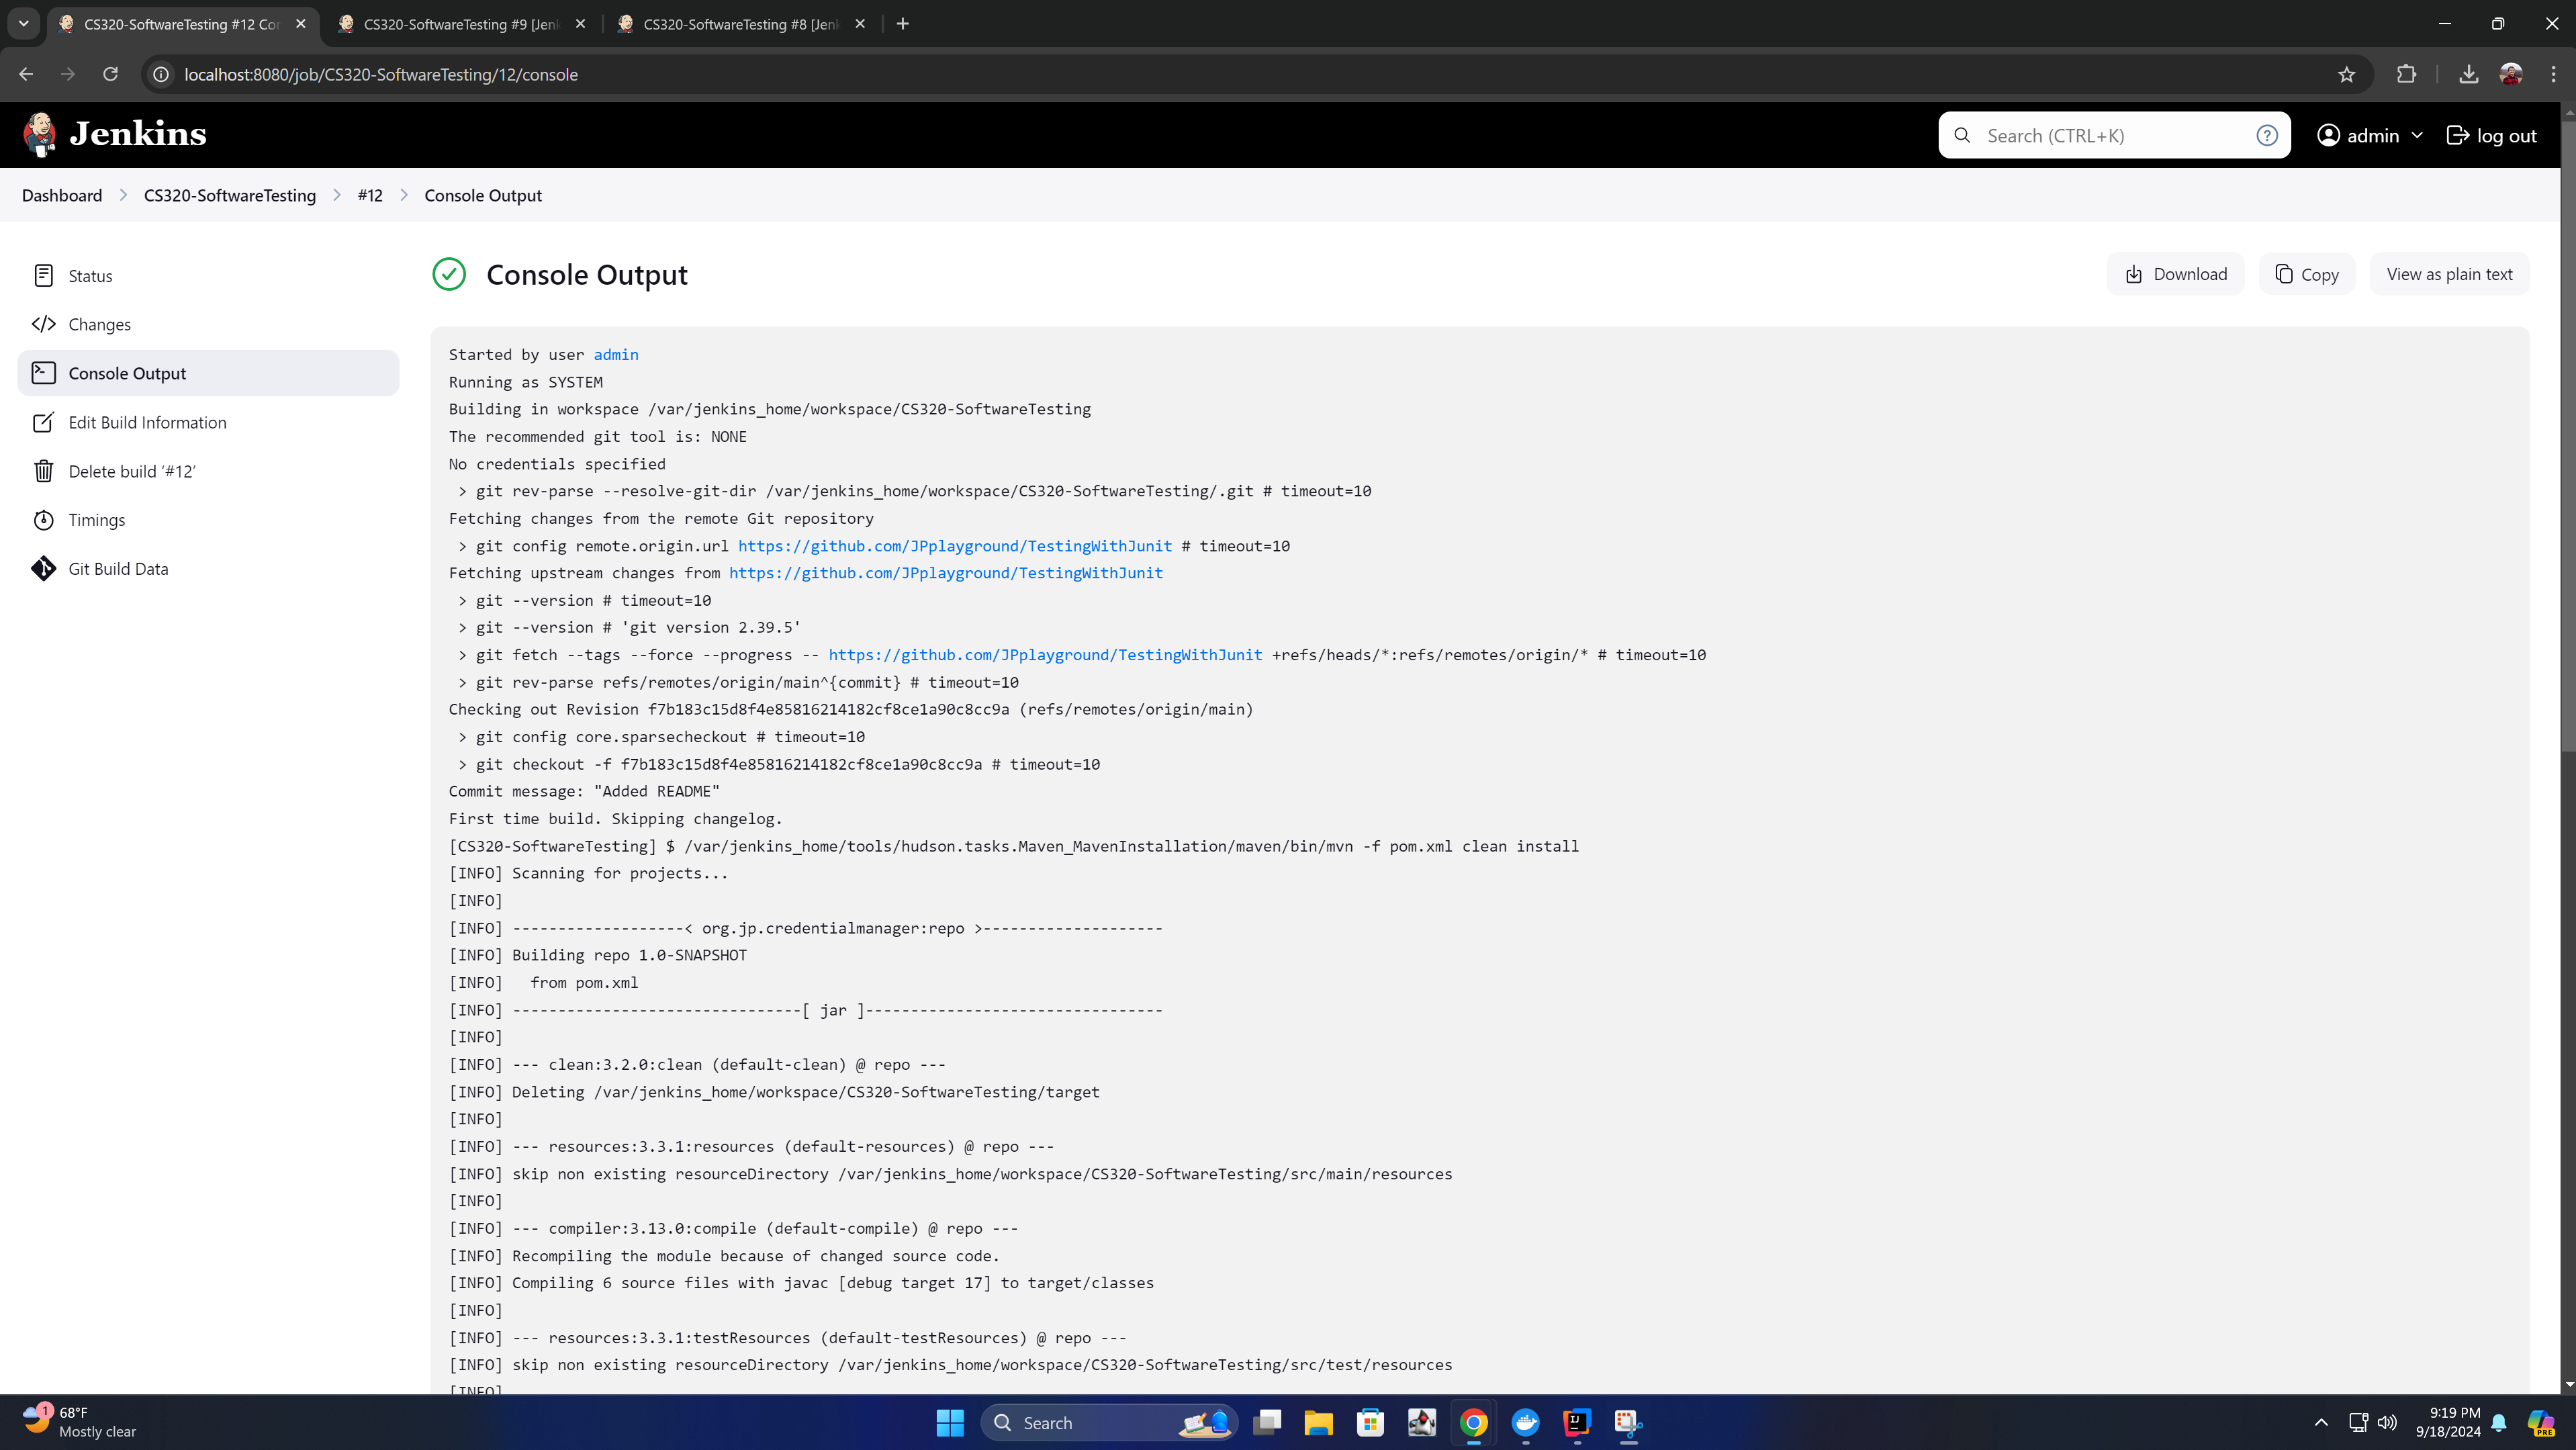 CS320-SoftwareTesting #12 Con
CS320-SoftwareTesting #9 [Jenk
CS320-SoftwareTesting #8 [Jenk
localhost:8080/job/CS320-SoftwareTesting/12/console
Jenkins
Search (CTRL+K)
admin
log out
Dashboard
CS320-SoftwareTesting
#12
Console Output
Status
Changes
Console Output
Edit Build Information
Delete build ‘#12’
Timings
Git Build Data
Console Output
Download
Copy
View as plain text
Started by user admin
Running as SYSTEM
Building in workspace /var/jenkins_home/workspace/CS320-SoftwareTesting
The recommended git tool is: NONE
No credentials specified
> git rev-parse --resolve-git-dir /var/jenkins_home/workspace/CS320-SoftwareTesting/.git # timeout=10
Fetching changes from the remote Git repository
> git config remote.origin.url https://github.com/JPplayground/TestingWithJunit # timeout=10
Fetching upstream changes from https://github.com/JPplayground/TestingWithJunit
> git --version # timeout=10
> git --version # 'git version 2.39.5'
> git fetch --tags --force --progress -- https://github.com/JPplayground/TestingWithJunit +refs/heads/*:refs/remotes/origin/* # timeout=10
> git rev-parse refs/remotes/origin/main^{commit} # timeout=10
Checking out Revision f7b183c15d8f4e85816214182cf8ce1a90c8cc9a (refs/remotes/origin/main)
> git config core.sparsecheckout # timeout=10
> git checkout -f f7b183c15d8f4e85816214182cf8ce1a90c8cc9a # timeout=10
Commit message: "Added README"
First time build. Skipping changelog.
[CS320-SoftwareTesting] $ /var/jenkins_home/tools/hudson.tasks.Maven_MavenInstallation/maven/bin/mvn -f pom.xml clean install
[INFO] Scanning for projects...
[INFO]
[INFO] -------------------< org.jp.credentialmanager:repo >--------------------
[INFO] Building repo 1.0-SNAPSHOT
[INFO]   from pom.xml
[INFO] --------------------------------[ jar ]---------------------------------
[INFO]
[INFO] --- clean:3.2.0:clean (default-clean) @ repo ---
[INFO] Deleting /var/jenkins_home/workspace/CS320-SoftwareTesting/target
[INFO]
[INFO] --- resources:3.3.1:resources (default-resources) @ repo ---
[INFO] skip non existing resourceDirectory /var/jenkins_home/workspace/CS320-SoftwareTesting/src/main/resources
[INFO]
[INFO] --- compiler:3.13.0:compile (default-compile) @ repo ---
[INFO] Recompiling the module because of changed source code.
[INFO] Compiling 6 source files with javac [debug target 17] to target/classes
[INFO]
[INFO] --- resources:3.3.1:testResources (default-testResources) @ repo ---
[INFO] skip non existing resourceDirectory /var/jenkins_home/workspace/CS320-SoftwareTesting/src/test/resources
[INFO]
1
68°F
Mostly clear
Search
IJ
9:19 PM
9/18/2024
PRE